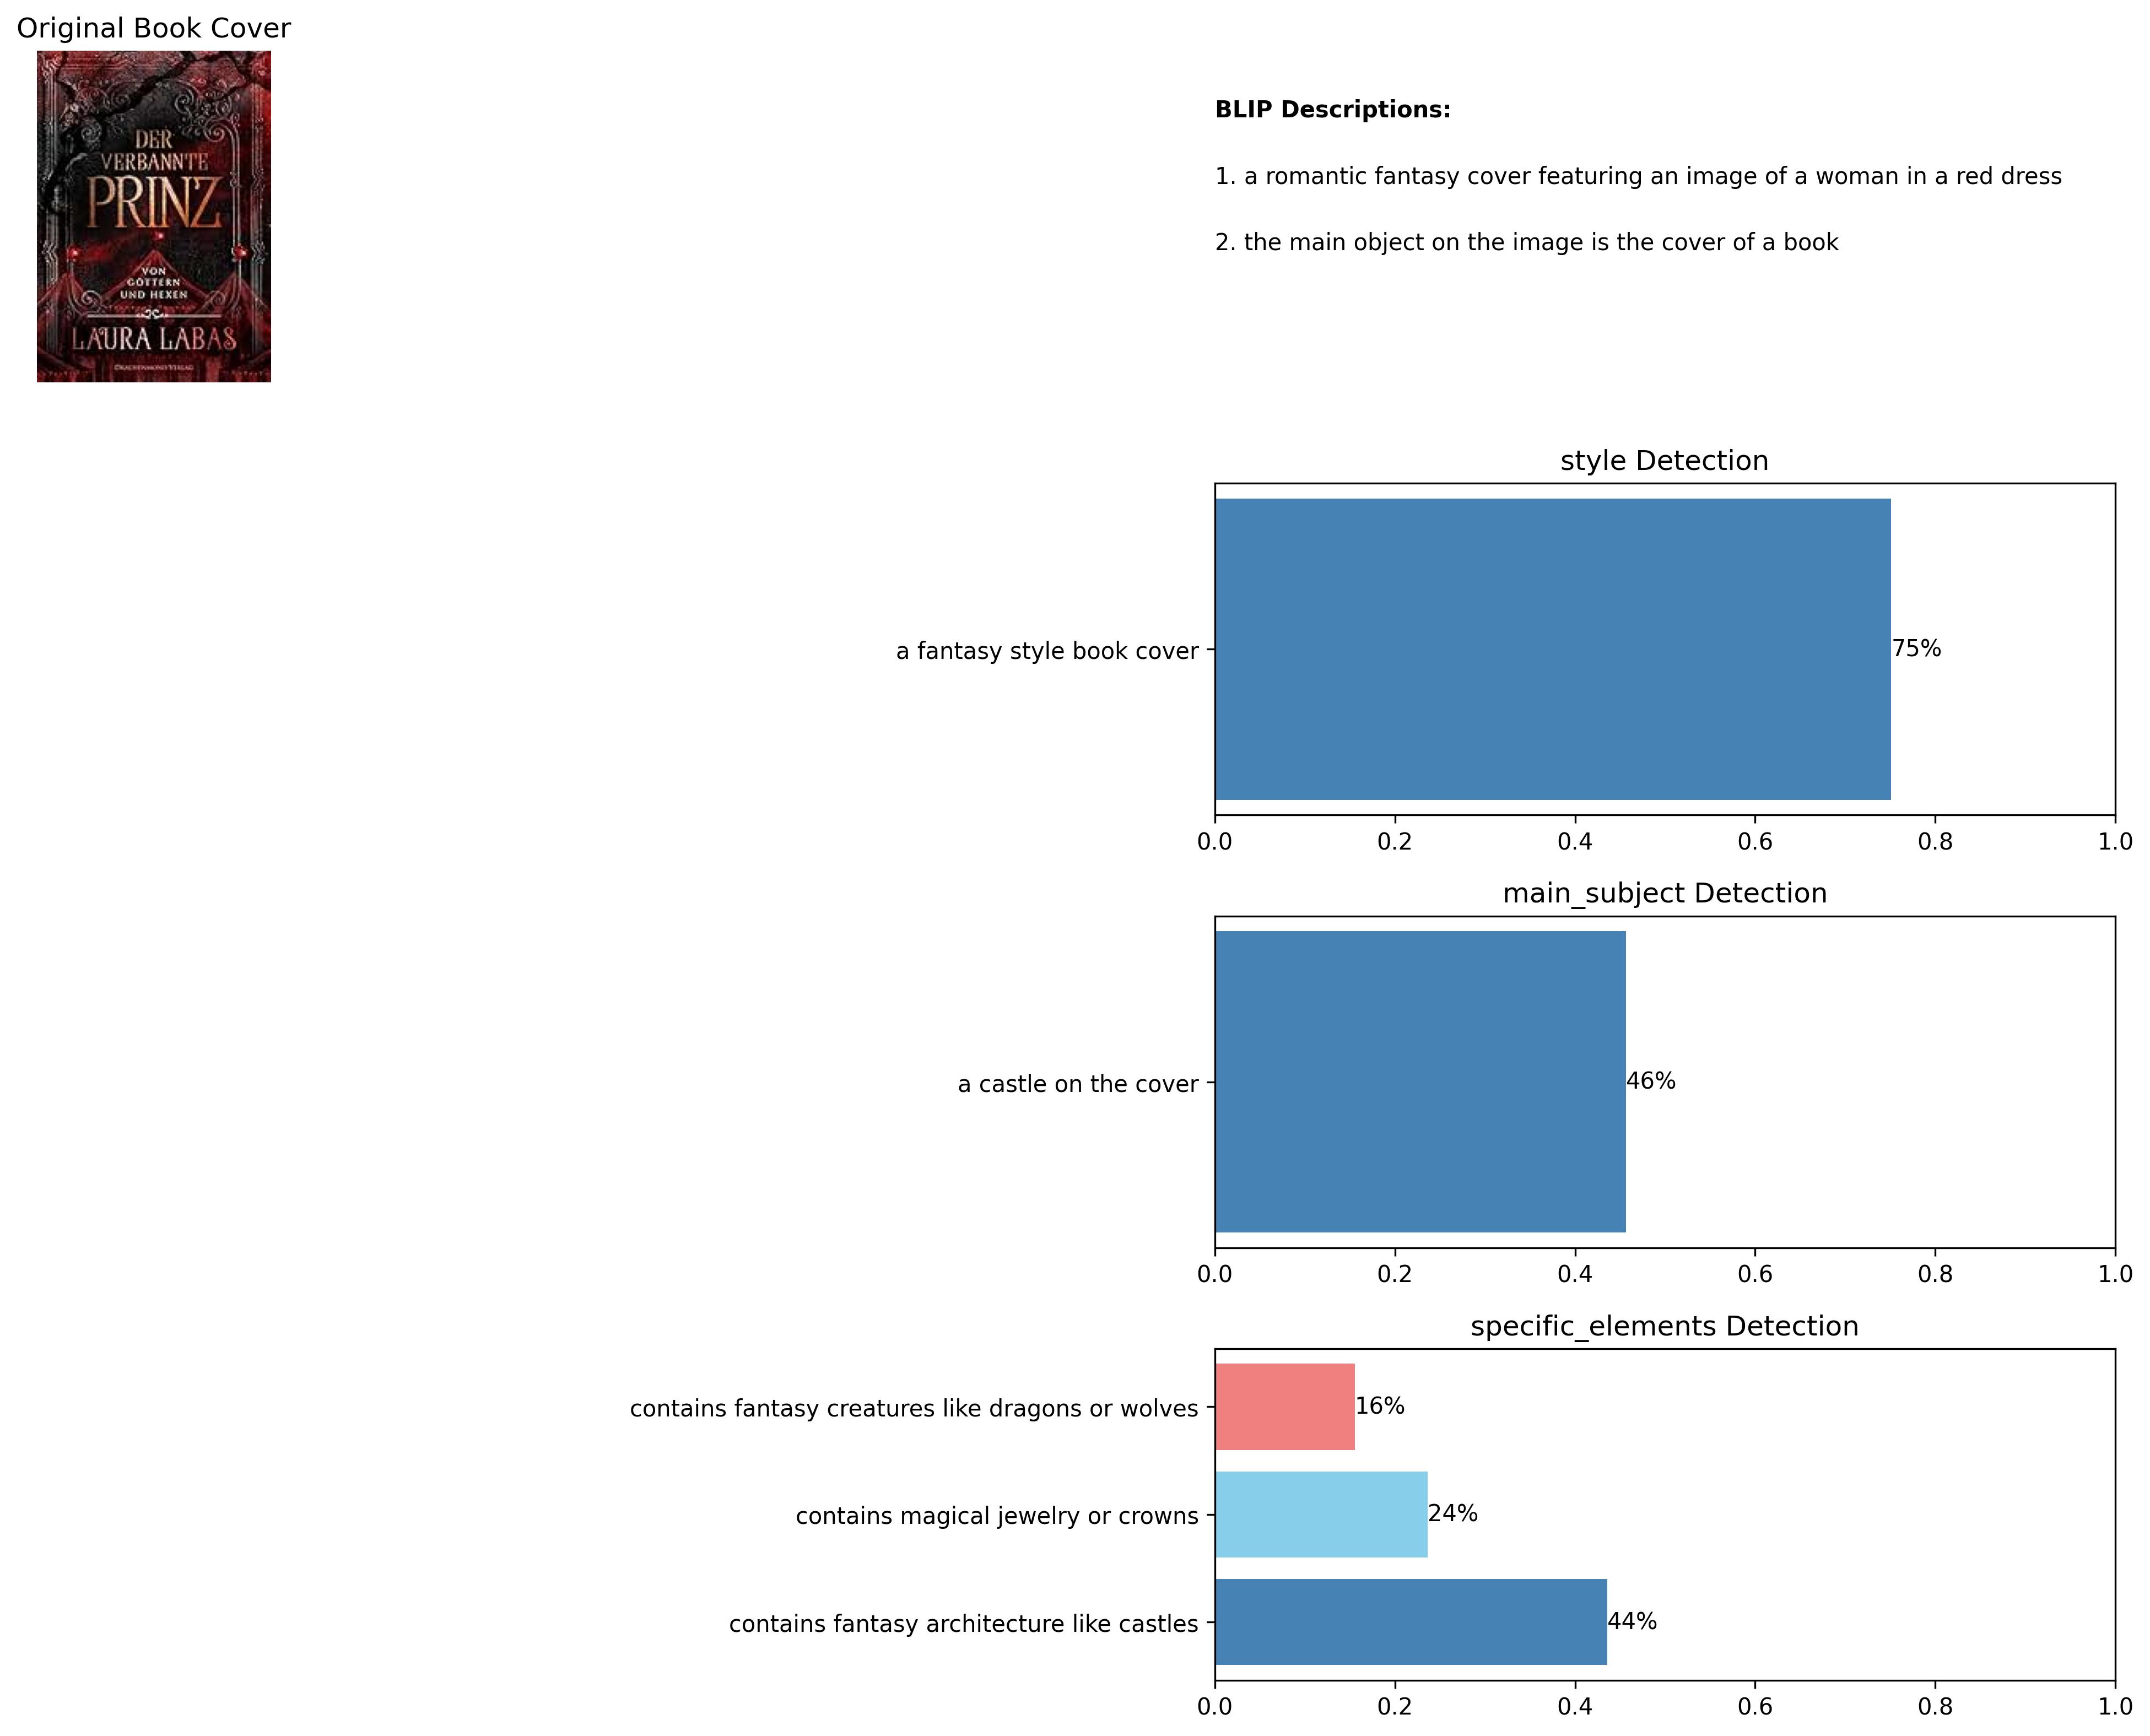 Original Book Cover
DER
VERBANNTE
PRINZ
VON
GÖTTERN
UND HEXEN
LAURA LABAS
DRACHENMOND VERLAG
BLIP Descriptions:
1. a romantic fantasy cover featuring an image of a woman in a red dress
2. the main object on the image is the cover of a book
style Detection
a fantasy style book cover
75%
0.0 0.2 0.4 0.6 0.8 1.0
main_subject Detection
a castle on the cover
46%
0.0 0.2 0.4 0.6 0.8 1.0
specific_elements Detection
contains fantasy creatures like dragons or wolves
16%
contains magical jewelry or crowns
24%
contains fantasy architecture like castles
44%
0.0 0.2 0.4 0.6 0.8 1.0